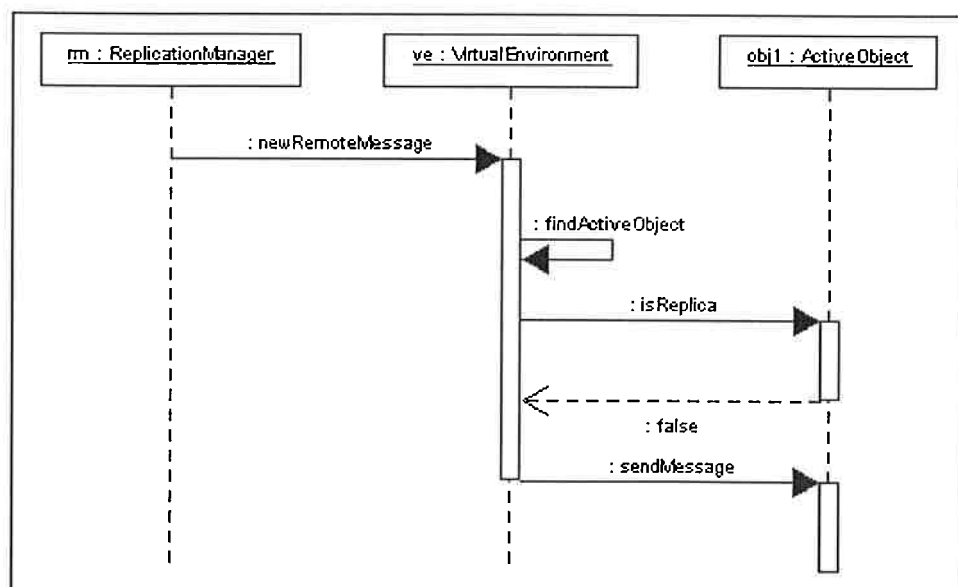 rm : ReplicationManager
ve : VirtualEnvironment
obj1 : ActiveObject
: newRemoteMessage
: findActiveObject
: isReplica
: false
: sendMessage